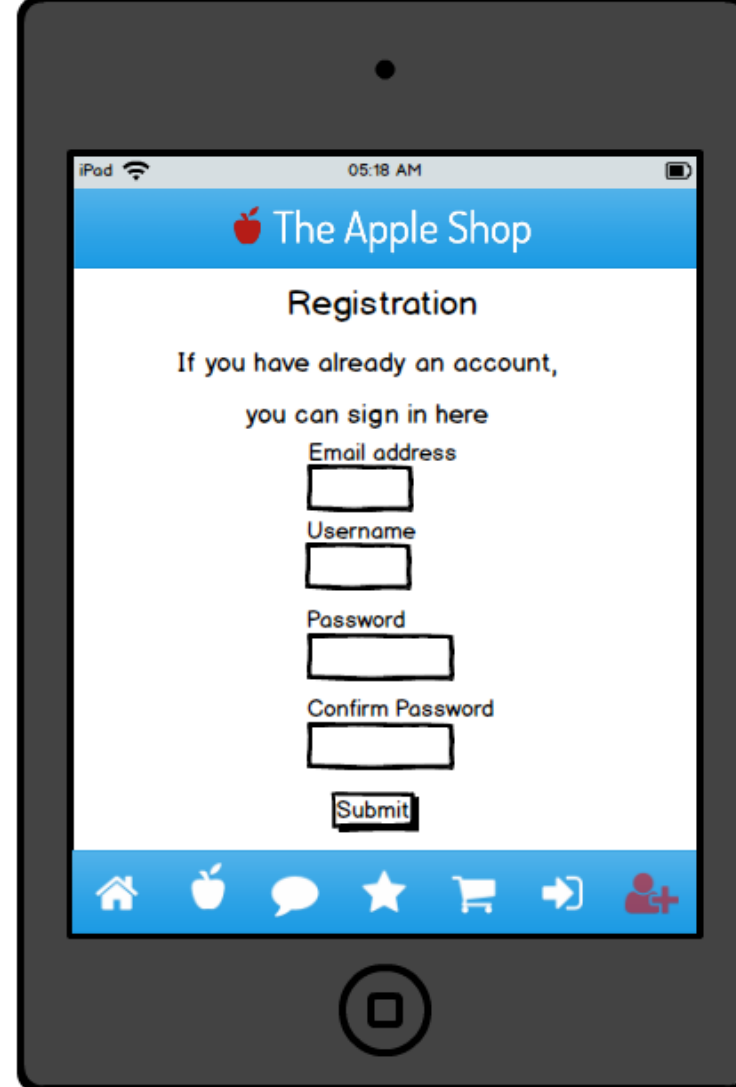 iPad 05:18 AM
The Apple Shop
Registration
If you have already an account,
you can sign in here
Email address
Username
Password
Confirm Password
Submit